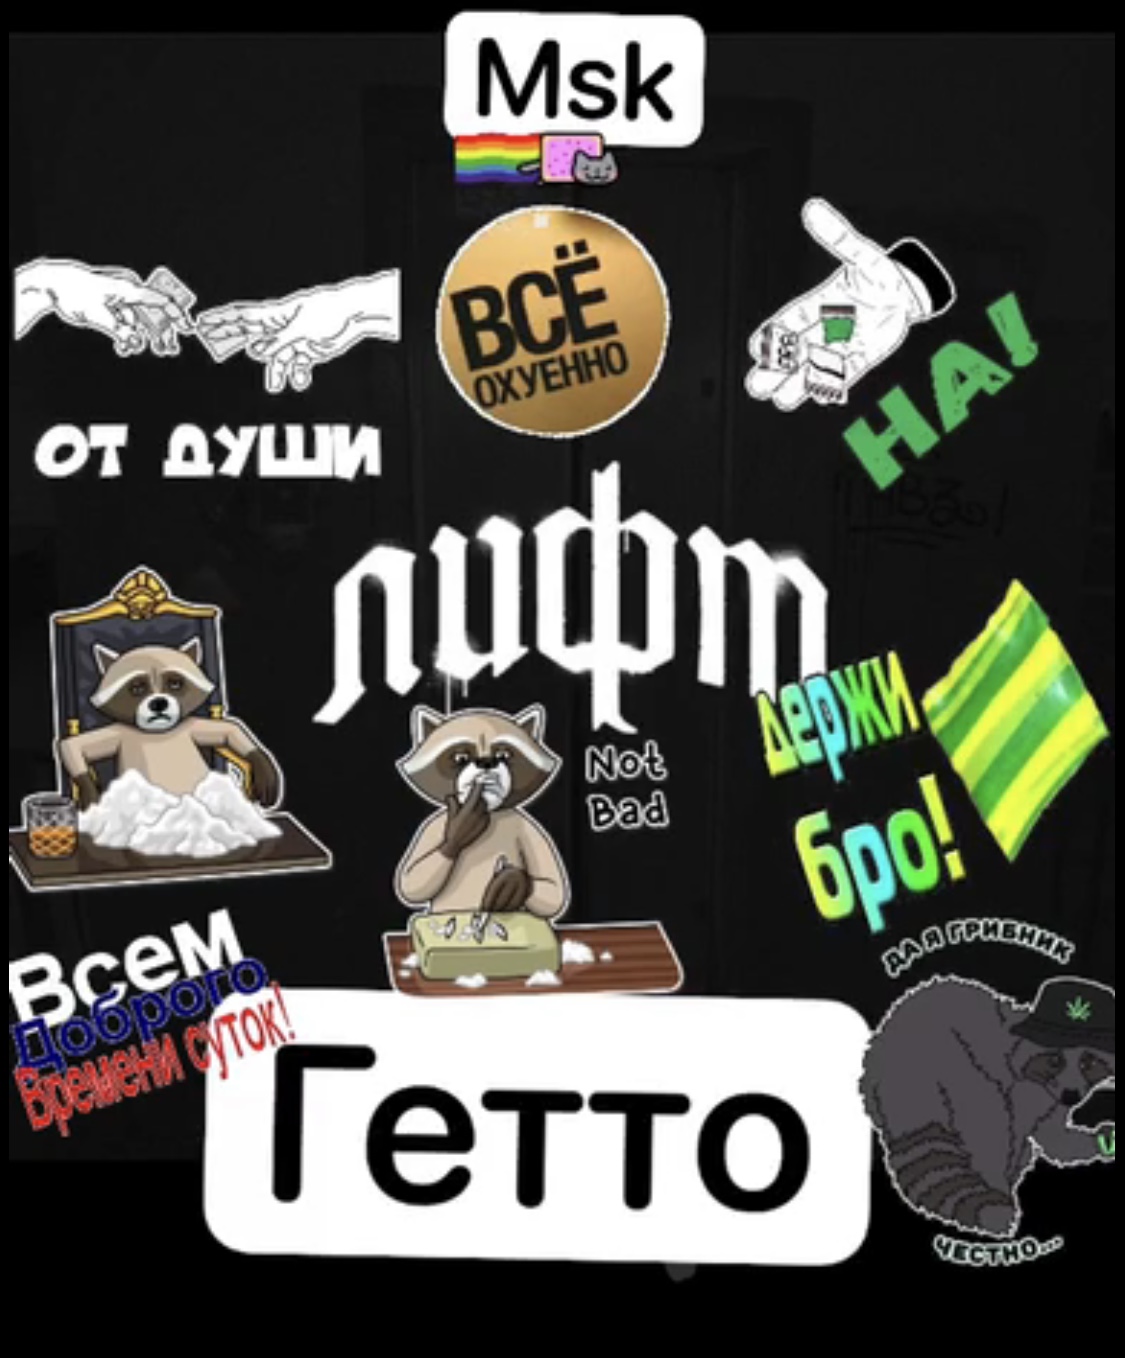 Msk
ВСЁ
ОХУЕННО
ОТ ДУШИ
НА!
лифт
Not
Bad
держи
бро!
Всем
Доброго
Времени суток!
ДА Я ГРИБНИК
Гетто
ЧЕСТНО...